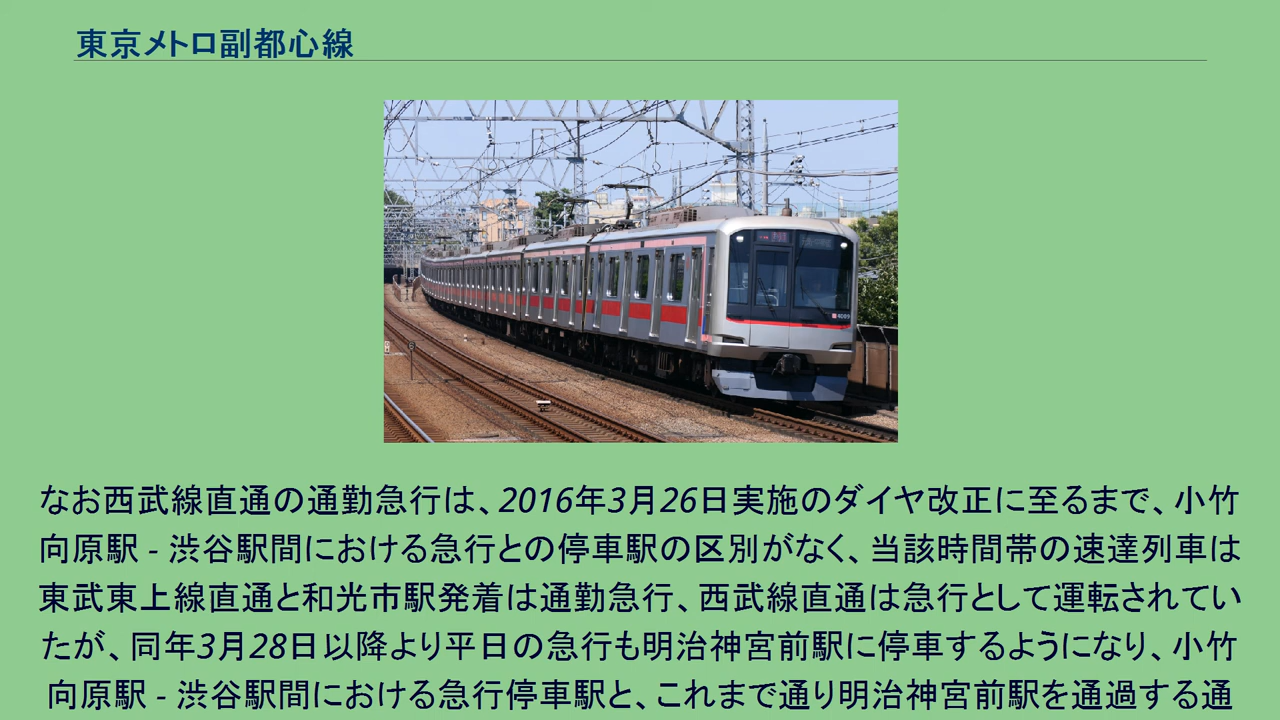 東京メトロ副都心線
なお西武線直通の通勤急行は、2016年3月26日実施のダイヤ改正に至るまで、小竹
向原駅 - 渋谷駅間における急行との停車駅の区別がなく、当該時間帯の速達列車は
東武東上線直通と和光市駅発着は通勤急行、西武線直通は急行として運転されてい
たが、同年3月28日以降より平日の急行も明治神宮前駅に停車するようになり、小竹
向原駅 - 渋谷駅間における急行停車駅と、これまで通り明治神宮前駅を通過する通